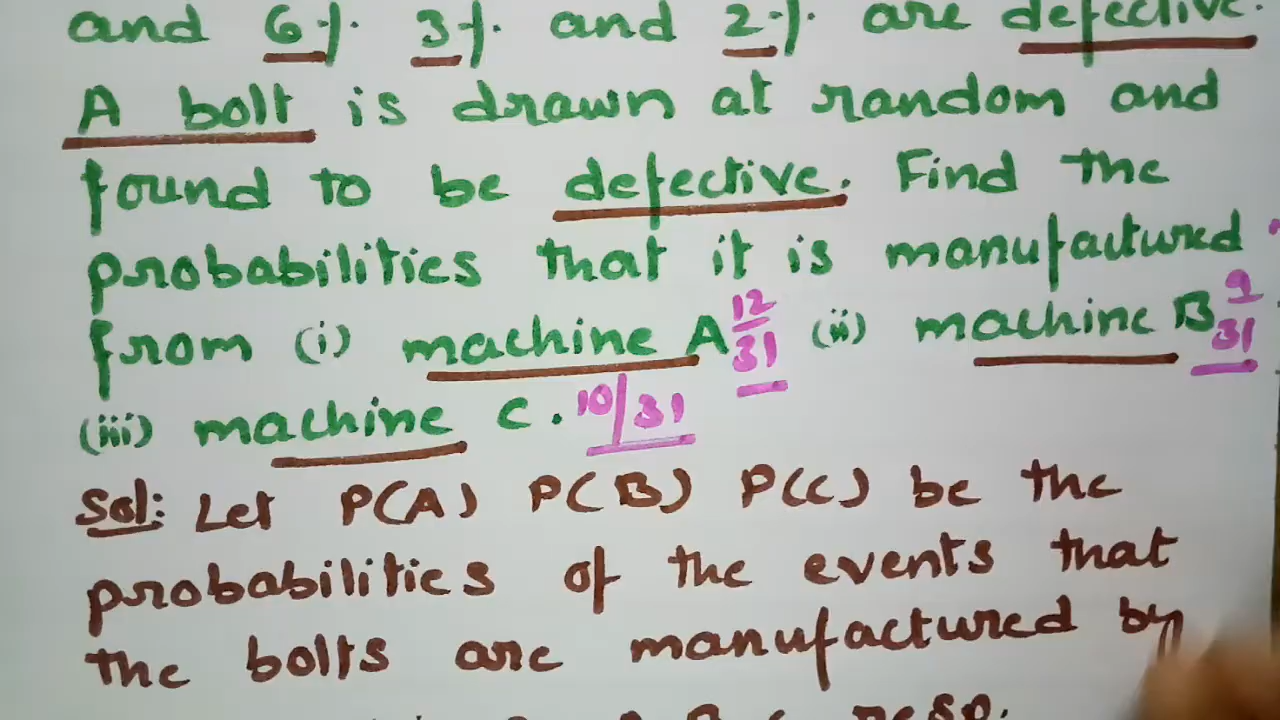 and 6%. 3%. and 2%. are defective.
A bolt is drawn at random and
found to be defective. Find the
probabilities that it is manufactured
from (i) machine A 12/31 (ii) machine B 9/31
(iii) machine C. 10/31
Sol: Let P(A) P(B) P(C) be the
probabilities of the events that
the bolts are manufactured by
resp.